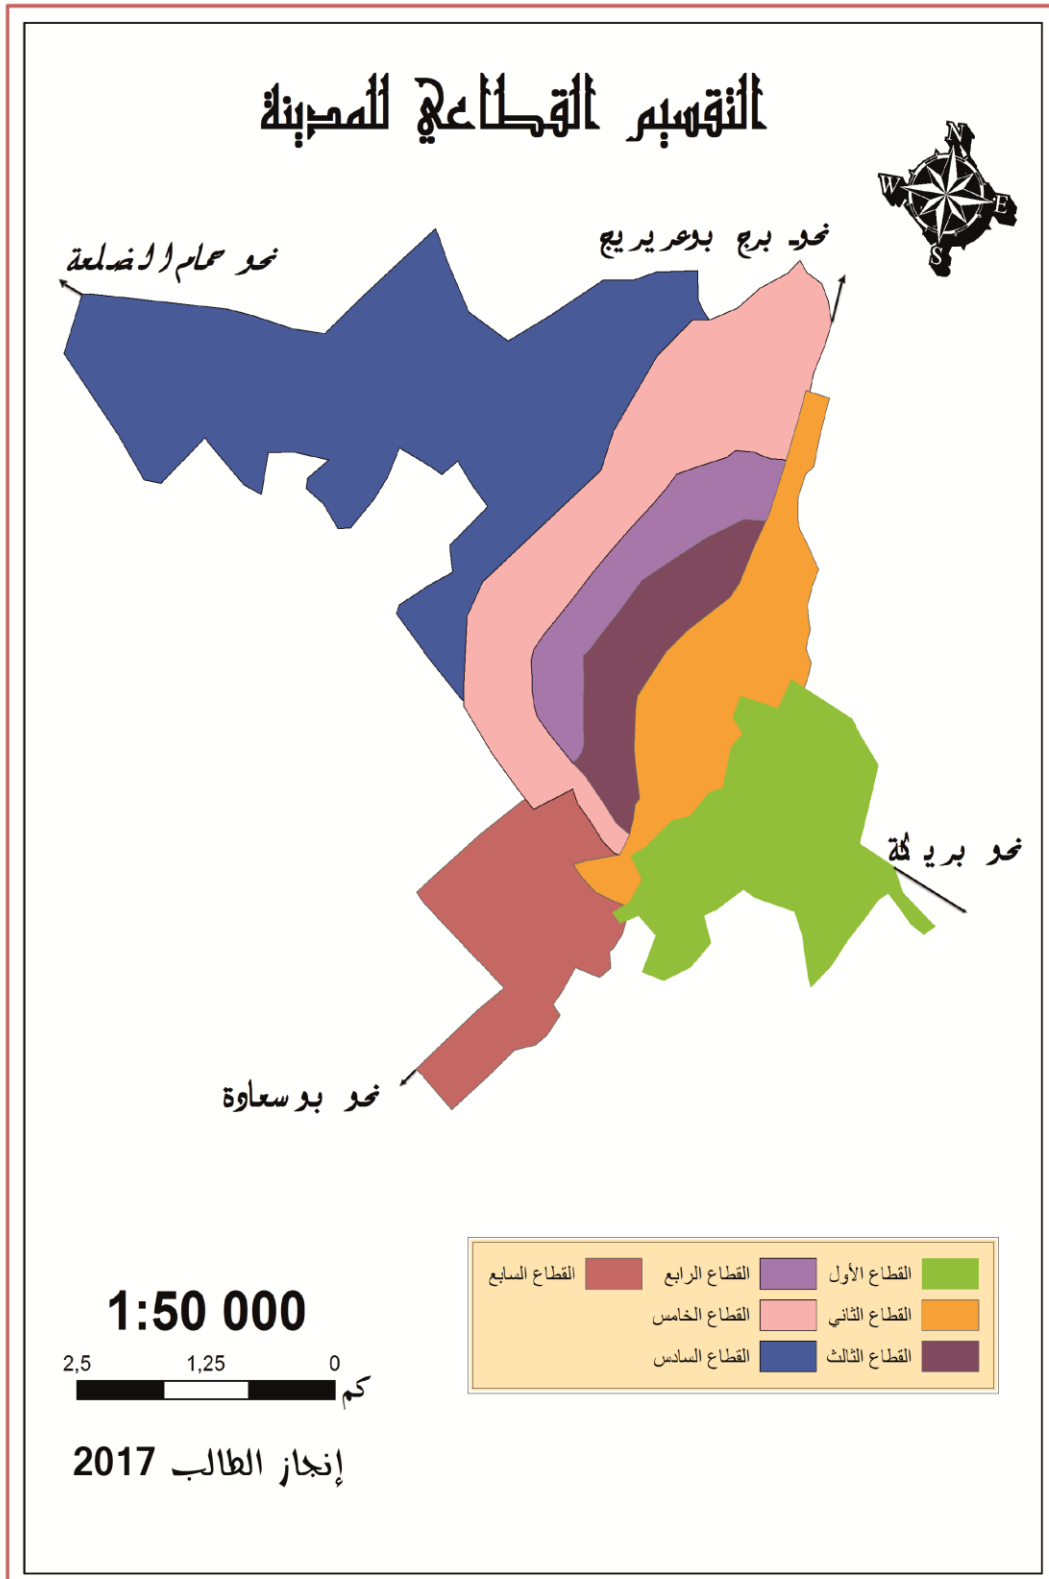 التقسيم القطاعي للمدينة
N
W
E
S
نحو برج بوعريريج
نحو حمام الضلعة
نحو بريكة
نحو بوسعادة
القطاع الأول
القطاع الرابع
القطاع السابع
القطاع الثاني
القطاع الخامس
القطاع الثالث
القطاع السادس
1:50 000
2,5 1,25 0
كم
إنجاز الطالب 2017